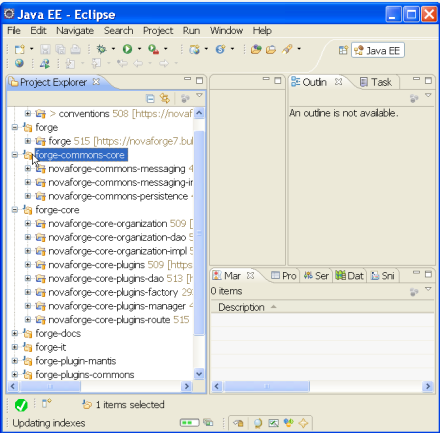 Java EE - Eclipse
File Edit Navigate Search Project Run Window Help
Java EE
Project Explorer
Outlin
Task
> conventions 508 [https://novaf
forge
forge 515 [https://novaforge7.bul
forge-commons-core
novaforge-commons-messaging 4
novaforge-commons-messaging-in
novaforge-commons-persistence 4
forge-core
novaforge-core-organization 509 [
novaforge-core-organization-dao 5
novaforge-core-organization-impl 5
novaforge-core-plugins 509 [https
novaforge-core-plugins-dao 513 [h
novaforge-core-plugins-factory 29
novaforge-core-plugins-manager 4
novaforge-core-plugins-route 515
forge-docs
forge-it
forge-plugin-mantis
forge-plugins-commons
An outline is not available.
Mar Pro Ser Dat Sni
0 items
Description
1 items selected
Updating indexes